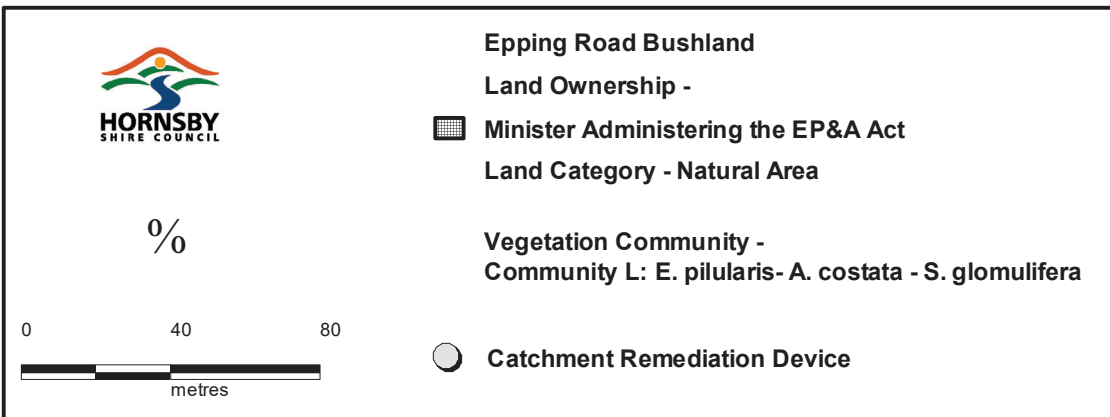 HORNSBY
SHIRE COUNCIL
%
0 40 80
metres
Epping Road Bushland
Land Ownership -
Minister Administering the EP&A Act
Land Category - Natural Area
Vegetation Community -
Community L: E. pilularis- A. costata - S. glomulifera
Catchment Remediation Device